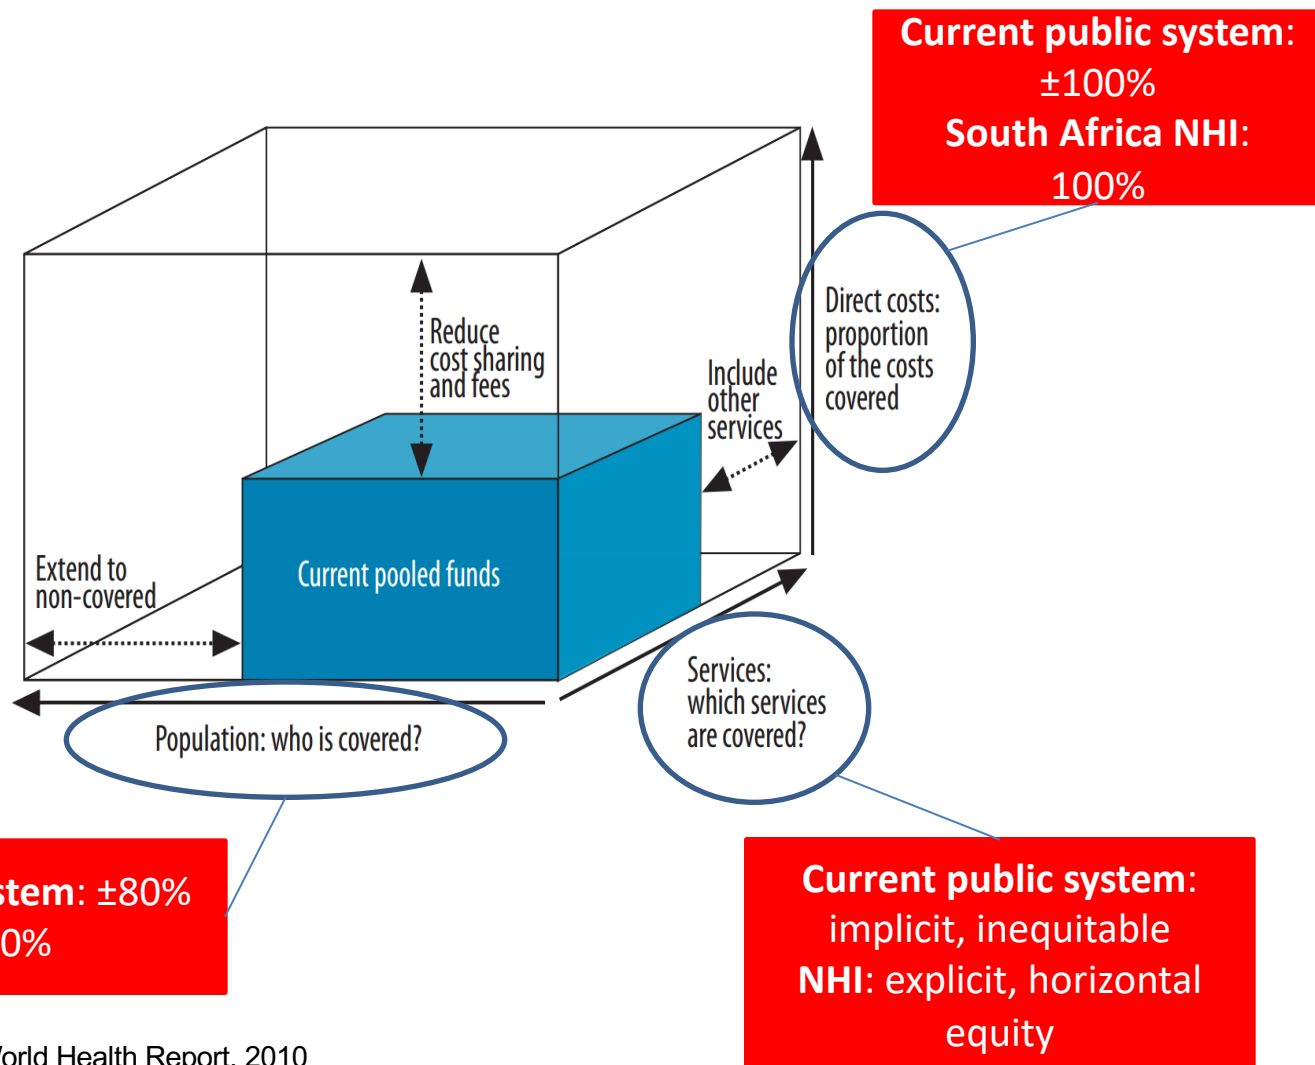 Current public system:
±100%
South Africa NHI:
100%
Reduce
cost sharing
and fees
Include
other
services
Direct costs:
proportion
of the costs
covered
Extend to
non-covered
Current pooled funds
Services:
which services
are covered?
Population: who is covered?
stem: ±80%
0%
Current public system:
implicit, inequitable
NHI: explicit, horizontal
equity
World Health Report, 2010